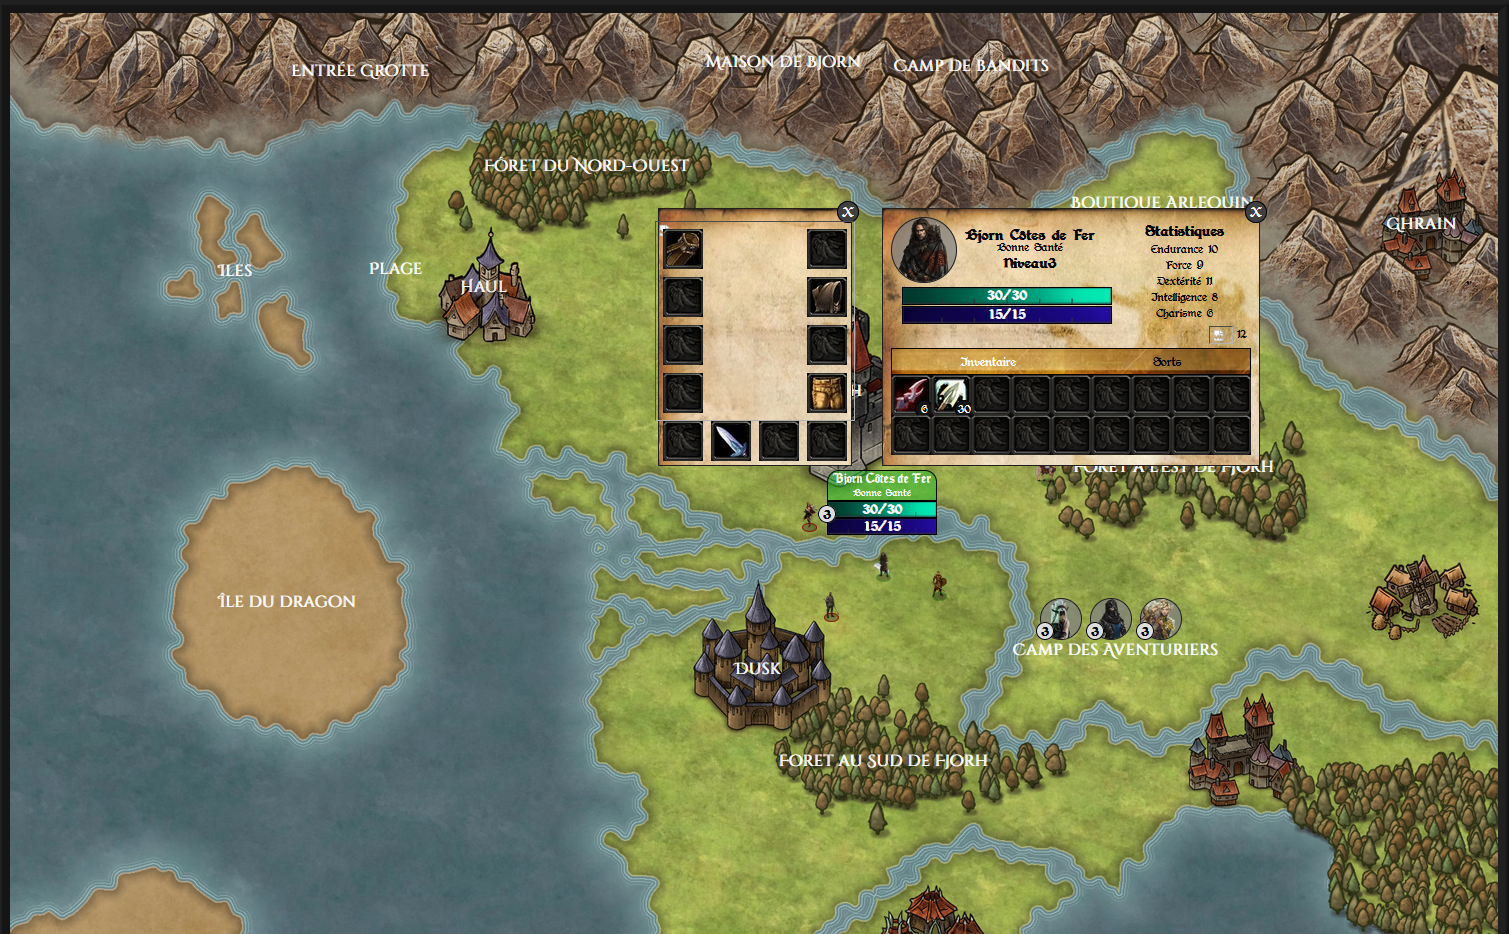 Entrée Grotte
Maison de Bjorn
Camp de Bandits
Fôret du Nord-Ouest
Boutique Arlequin
Ghrain
Iles
Plage
Haul
X
X
Bjorn Côtes de Fer
Bonne Santé
Niveau3
30/30
15/15
Statistiques
Endurance 10
Force 9
Dextérité 11
Intelligence 8
Charisme 6
12
Inventaire
Sorts
6
30
H
Foret à l'est de Fjorh
Bjorn Côtes de Fer
Bonne Santé
30/30
3
15/15
Île du dragon
3
3
3
Camp des Aventuriers
Dusk
Foret au Sud de Fjorh